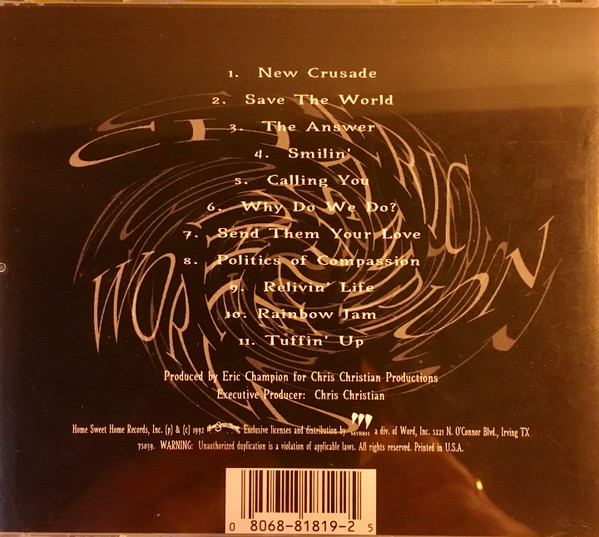 1. New Crusade
2. Save The World
3. The Answer
4. Smilin'
5. Calling You
6. Why Do We Do?
7. Send Them Your Love
8. Politics of Compassion
9. Relivin' Life
10. Rainbow Jam
11. Tuffin' Up
ERIC
WORL
Produced by Eric Champion for Chris Christian Productions
Executive Producer: Chris Christian
Home Sweet Home Records, Inc. (p) & (c) 1992 Exclusive licenses and distribution by MYRRH a div. of Word, Inc. 5221 N. O'Connor Blvd., Irving TX
75039. WARNING: Unauthorized duplication is a violation of applicable laws. All rights reserved. Printed in U.S.A.
0 8068-81819-2 5